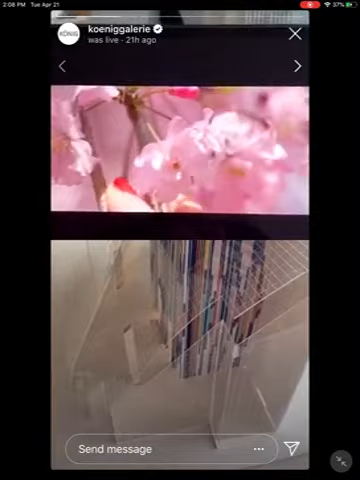 2:08 PM Tue Apr 21
37%
KÖNIG
koeniggalerie
was live · 21h ago
Send message